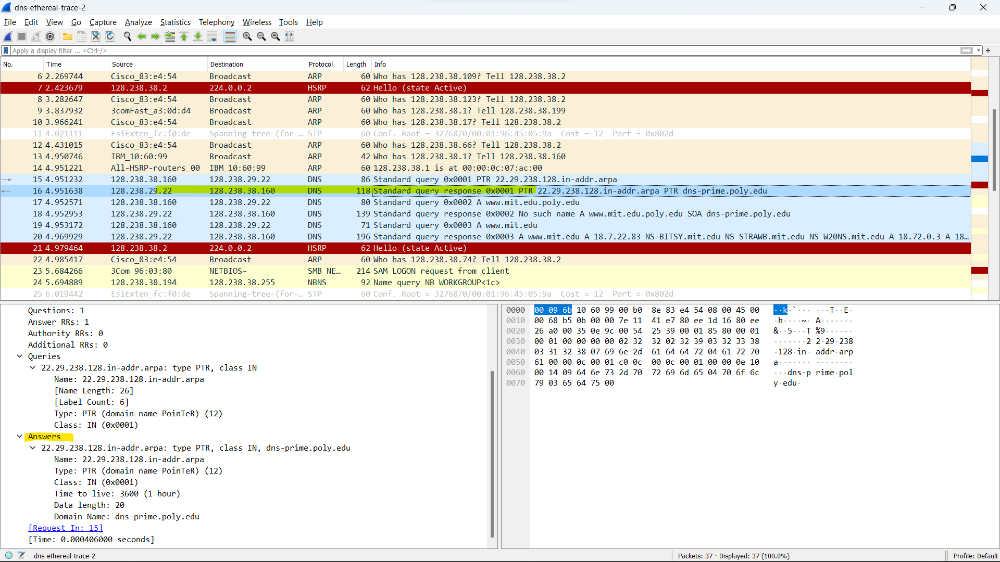 dns-ethereal-trace-2
File Edit View Go Capture Analyze Statistics Telephony Wireless Tools Help
Apply a display filter ... <Ctrl-/>
No. Time Source Destination Protocol Length Info
6 2.269744 Cisco_83:e4:54 Broadcast ARP 60 Who has 128.238.38.109? Tell 128.238.38.2
7 2.423679 128.238.38.2 224.0.0.2 HSRP 62 Hello (state Active)
8 3.282647 Cisco_83:e4:54 Broadcast ARP 60 Who has 128.238.38.123? Tell 128.238.38.2
9 3.837932 3comFast_a3:0d:d4 Broadcast ARP 60 Who has 128.238.38.1? Tell 128.238.38.199
10 3.966241 Cisco_83:e4:54 Broadcast ARP 60 Who has 128.238.38.17? Tell 128.238.38.2
11 4.021111 EsiExten_fc:f0:de Spanning-tree-(for-… STP 60 Conf. Root = 32768/0/00:01:96:45:05:9a Cost = 12 Port = 0x802d
12 4.431015 Cisco_83:e4:54 Broadcast ARP 60 Who has 128.238.38.66? Tell 128.238.38.2
13 4.950746 IBM_10:60:99 Broadcast ARP 42 Who has 128.238.38.1? Tell 128.238.38.160
14 4.951221 All-HSRP-routers_00 IBM_10:60:99 ARP 60 128.238.38.1 is at 00:00:0c:07:ac:00
15 4.951232 128.238.38.160 128.238.29.22 DNS 86 Standard query 0x0001 PTR 22.29.238.128.in-addr.arpa
16 4.951638 128.238.29.22 128.238.38.160 DNS 118 Standard query response 0x0001 PTR 22.29.238.128.in-addr.arpa PTR dns-prime.poly.edu
17 4.952571 128.238.38.160 128.238.29.22 DNS 80 Standard query 0x0002 A www.mit.edu.poly.edu
18 4.952953 128.238.29.22 128.238.38.160 DNS 139 Standard query response 0x0002 No such name A www.mit.edu.poly.edu SOA dns-prime.poly.edu
19 4.953172 128.238.38.160 128.238.29.22 DNS 71 Standard query 0x0003 A www.mit.edu
20 4.969929 128.238.29.22 128.238.38.160 DNS 196 Standard query response 0x0003 A www.mit.edu A 18.7.22.83 NS BITSY.mit.edu NS STRAWB.mit.edu NS W20NS.mit.edu A 18.72.0.3 A 18…
21 4.979464 128.238.38.2 224.0.0.2 HSRP 62 Hello (state Active)
22 4.985417 Cisco_83:e4:54 Broadcast ARP 60 Who has 128.238.38.74? Tell 128.238.38.2
23 5.684266 3Com_96:03:80 NETBIOS- SMB_NE… 214 SAM LOGON request from client
24 5.694889 128.238.38.194 128.238.38.255 NBNS 92 Name query NB WORKGROUP<1c>
25 6.019442 EsiExten_fc:f0:de Spanning-tree-(for-… STP 60 Conf. Root = 32768/0/00:01:96:45:05:9a Cost = 12 Port = 0x802d
Questions: 1
Answer RRs: 1
Authority RRs: 0
Additional RRs: 0
Queries
22.29.238.128.in-addr.arpa: type PTR, class IN
Name: 22.29.238.128.in-addr.arpa
[Name Length: 26]
[Label Count: 6]
Type: PTR (domain name PoinTeR) (12)
Class: IN (0x0001)
Answers
22.29.238.128.in-addr.arpa: type PTR, class IN, dns-prime.poly.edu
Name: 22.29.238.128.in-addr.arpa
Type: PTR (domain name PoinTeR) (12)
Class: IN (0x0001)
Time to live: 3600 (1 hour)
Data length: 20
Domain Name: dns-prime.poly.edu
[Request In: 15]
[Time: 0.000406000 seconds]
0000 00 09 6b 10 60 99 00 b0 8e 83 e4 54 08 00 45 00 ··k·`··· ···T··E·
0010 00 68 b5 0b 00 00 7e 11 41 e7 80 ee 1d 16 80 ee ·h····~· A·······
0020 26 a0 00 35 0e 9c 00 54 25 39 00 01 85 80 00 01 &··5···T %9······
0030 00 01 00 00 00 00 02 32 32 02 32 39 03 32 33 38 ·······2 2·29·238
0040 03 31 32 38 07 69 6e 2d 61 64 64 72 04 61 72 70 ·128·in- addr·arp
0050 61 00 00 0c 00 01 c0 0c 00 0c 00 01 00 00 0e 10 a······· ········
0060 00 14 09 64 6e 73 2d 70 72 69 6d 65 04 70 6f 6c ···dns-p rime·pol
0070 79 03 65 64 75 00 y·edu·
dns-ethereal-trace-2
Packets: 37 · Displayed: 37 (100.0%)
Profile: Default